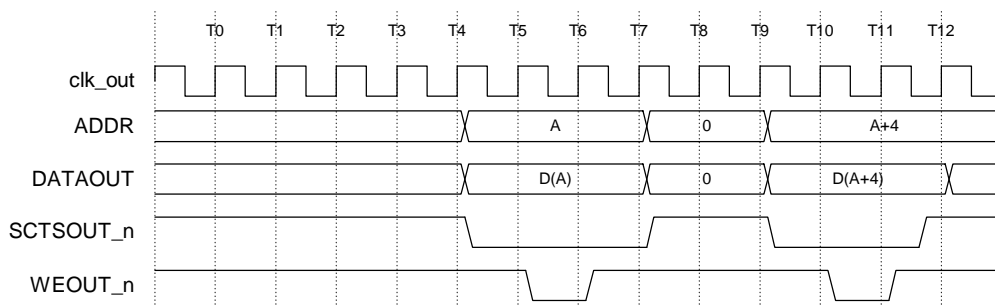 T0 T1 T2 T3 T4 T5 T6 T7 T8 T9 T10 T11 T12
clk_out
ADDR A 0 A+4
DATAOUT D(A) 0 D(A+4)
SCTSOUT_n
WEOUT_n